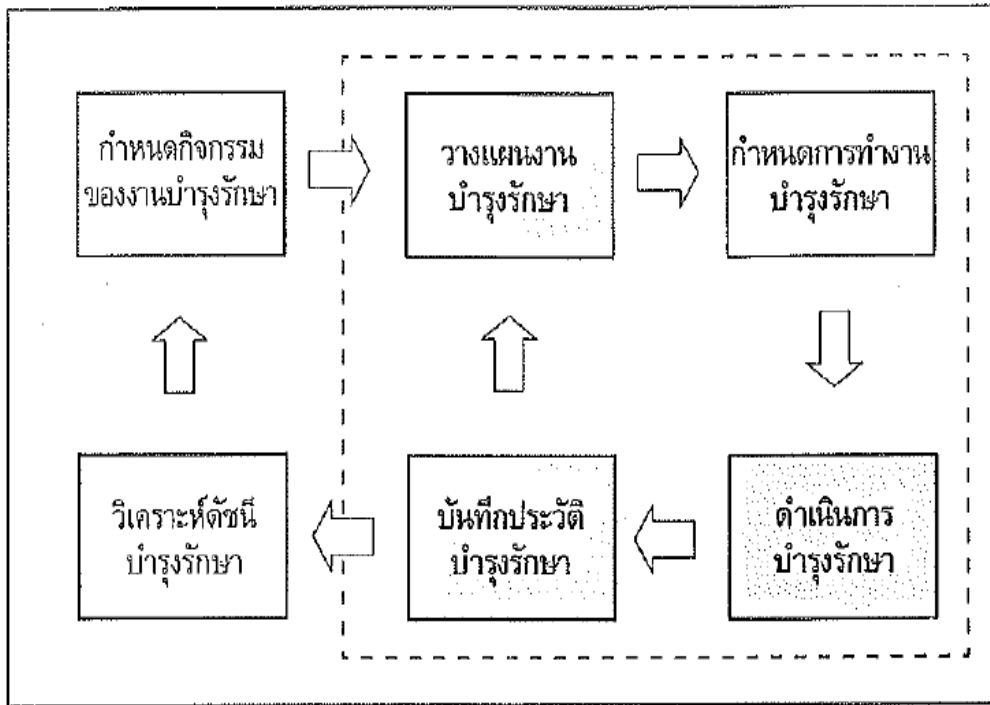 กำหนดกิจกรรม
ของงานบำรุงรักษา
วางแผนงาน
บำรุงรักษา
กำหนดการทำงาน
บำรุงรักษา
วิเคราะห์ดัชนี
บำรุงรักษา
บันทึกประวัติ
บำรุงรักษา
ดำเนินการ
บำรุงรักษา